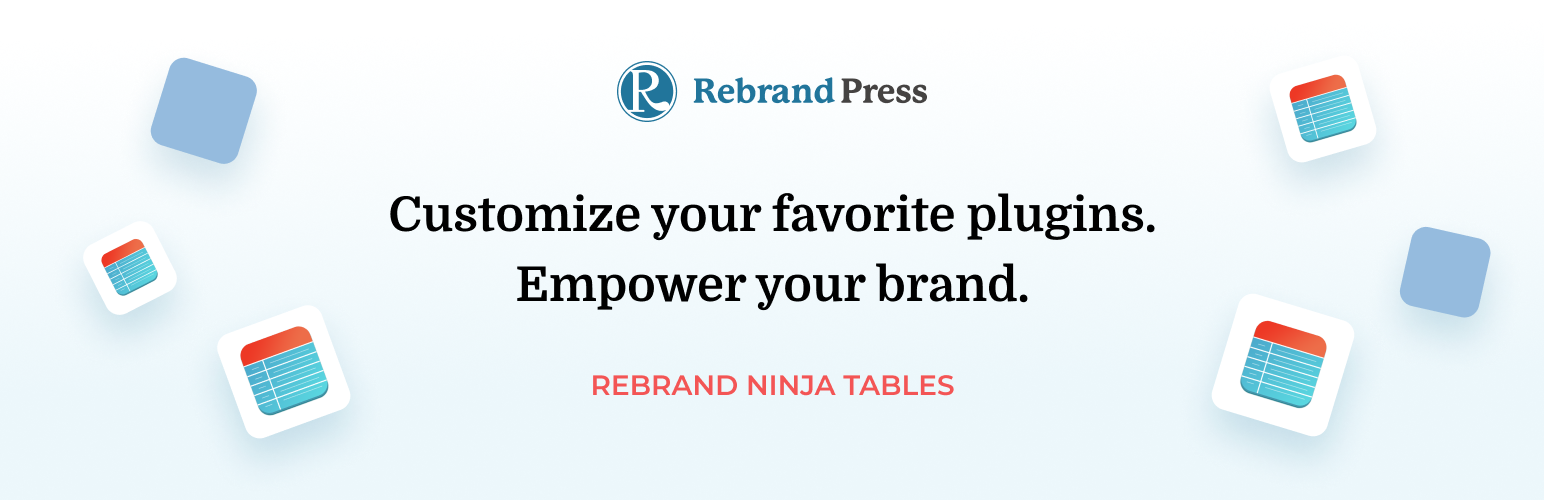 R Rebrand Press
Customize your favorite plugins.
Empower your brand.
REBRAND NINJA TABLES